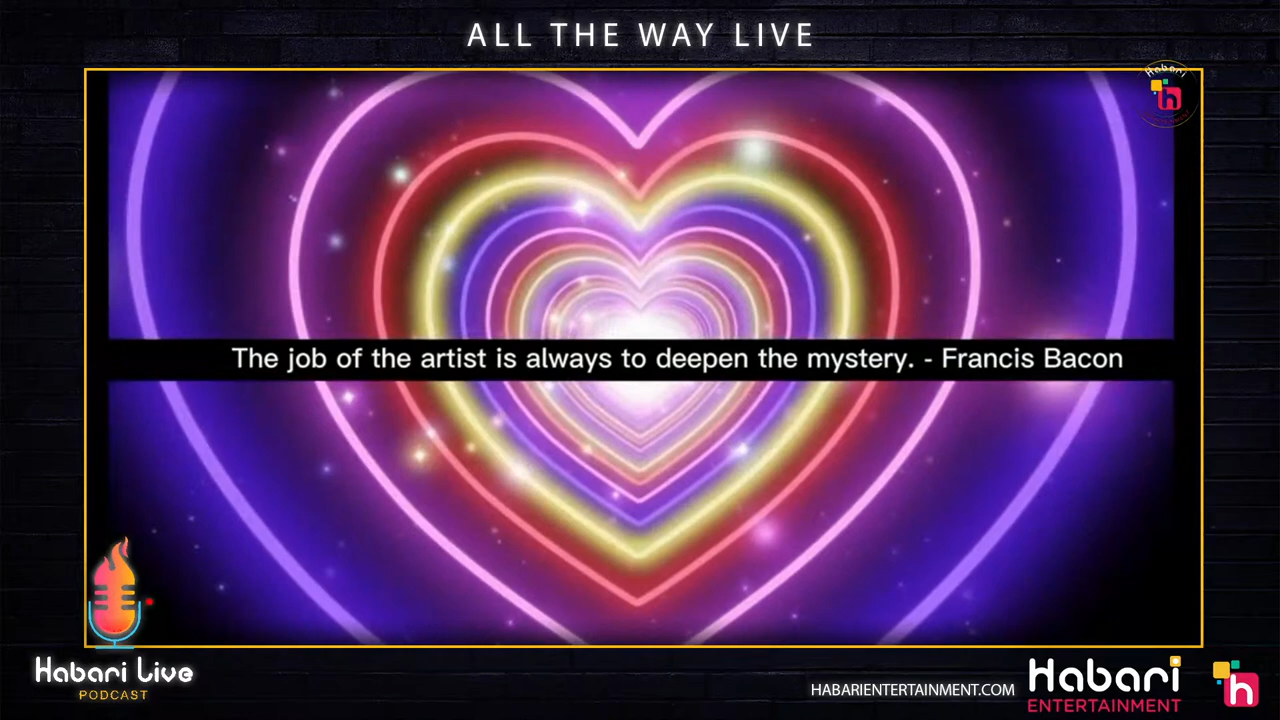 ALL THE WAY LIVE
Habari
h
ENTERTAINMENT
The job of the artist is always to deepen the mystery. - Francis Bacon
Habari Live
PODCAST
HABARIENTERTAINMENT.COM
Habari
ENTERTAINMENT
h